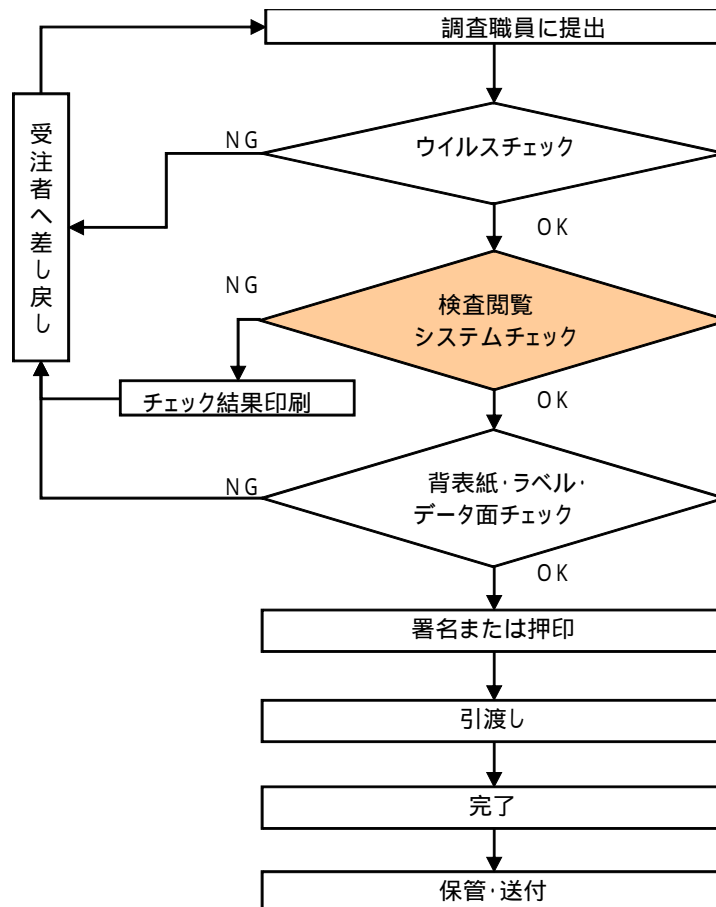 調査職員に提出
受注者へ差し戻し
NG
ウイルスチェック
OK
NG
検査閲覧
システムチェック
チェック結果印刷
OK
NG
背表紙・ラベル・
データ面チェック
OK
署名または押印
引渡し
完了
保管・送付